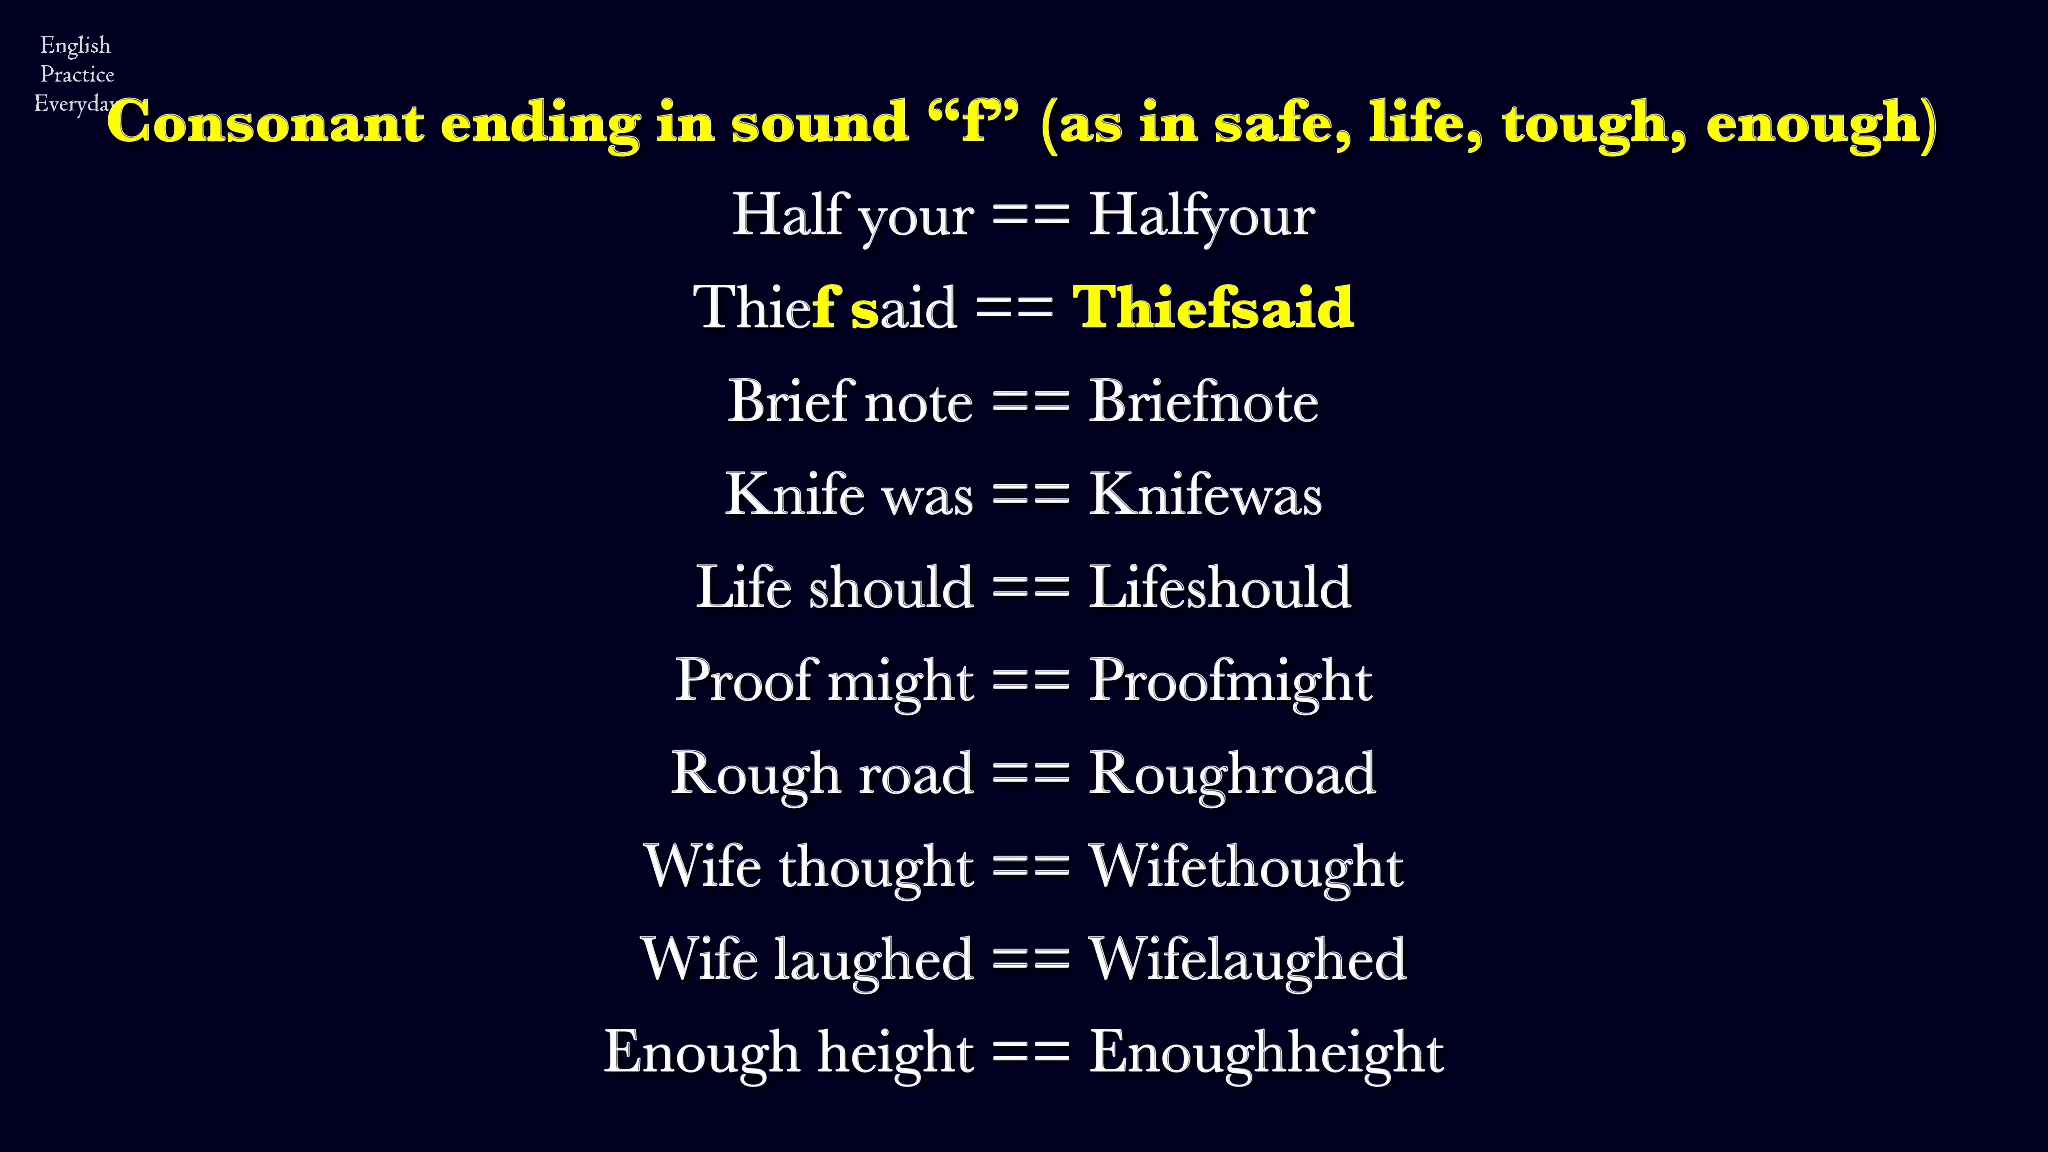 English
Practice
Everyday
Consonant ending in sound “f” (as in safe, life, tough, enough)
Half your == Halfyour
Thief said == Thiefsaid
Brief note == Briefnote
Knife was == Knifewas
Life should == Lifeshould
Proof might == Proofmight
Rough road == Roughroad
Wife thought == Wifethought
Wife laughed == Wifelaughed
Enough height == Enoughheight